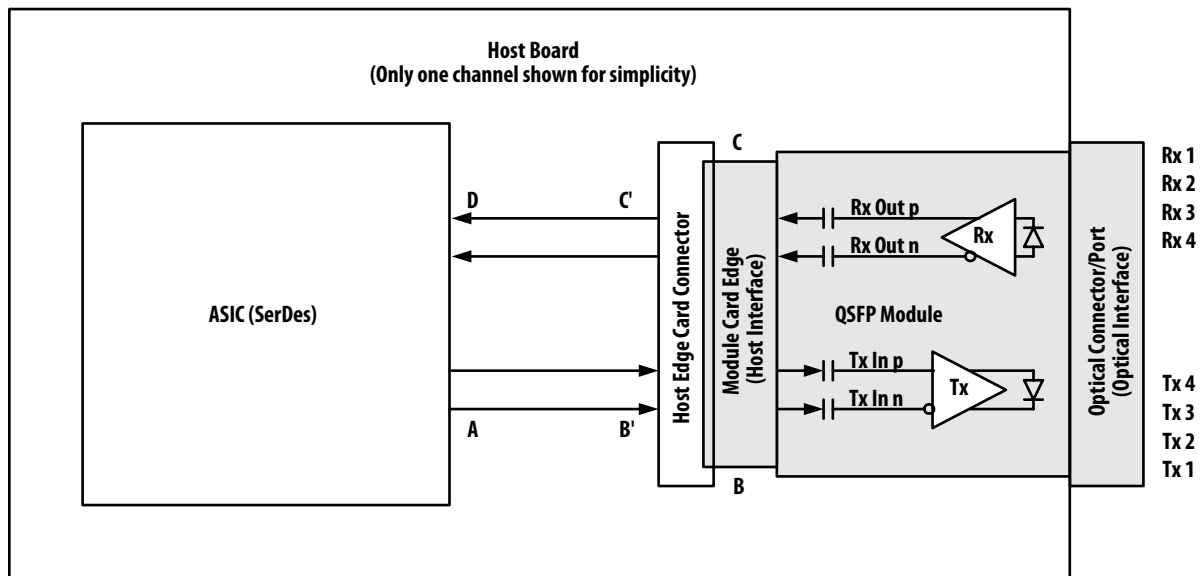 Host Board
(Only one channel shown for simplicity)
ASIC (SerDes)
D
C'
A
B'
Host Edge Card Connector
C
Module Card Edge
(Host Interface)
B
Rx Out p
Rx Out n
Rx
QSFP Module
Tx In p
Tx In n
Tx
Optical Connector/Port
(Optical Interface)
Rx 1
Rx 2
Rx 3
Rx 4
Tx 4
Tx 3
Tx 2
Tx 1